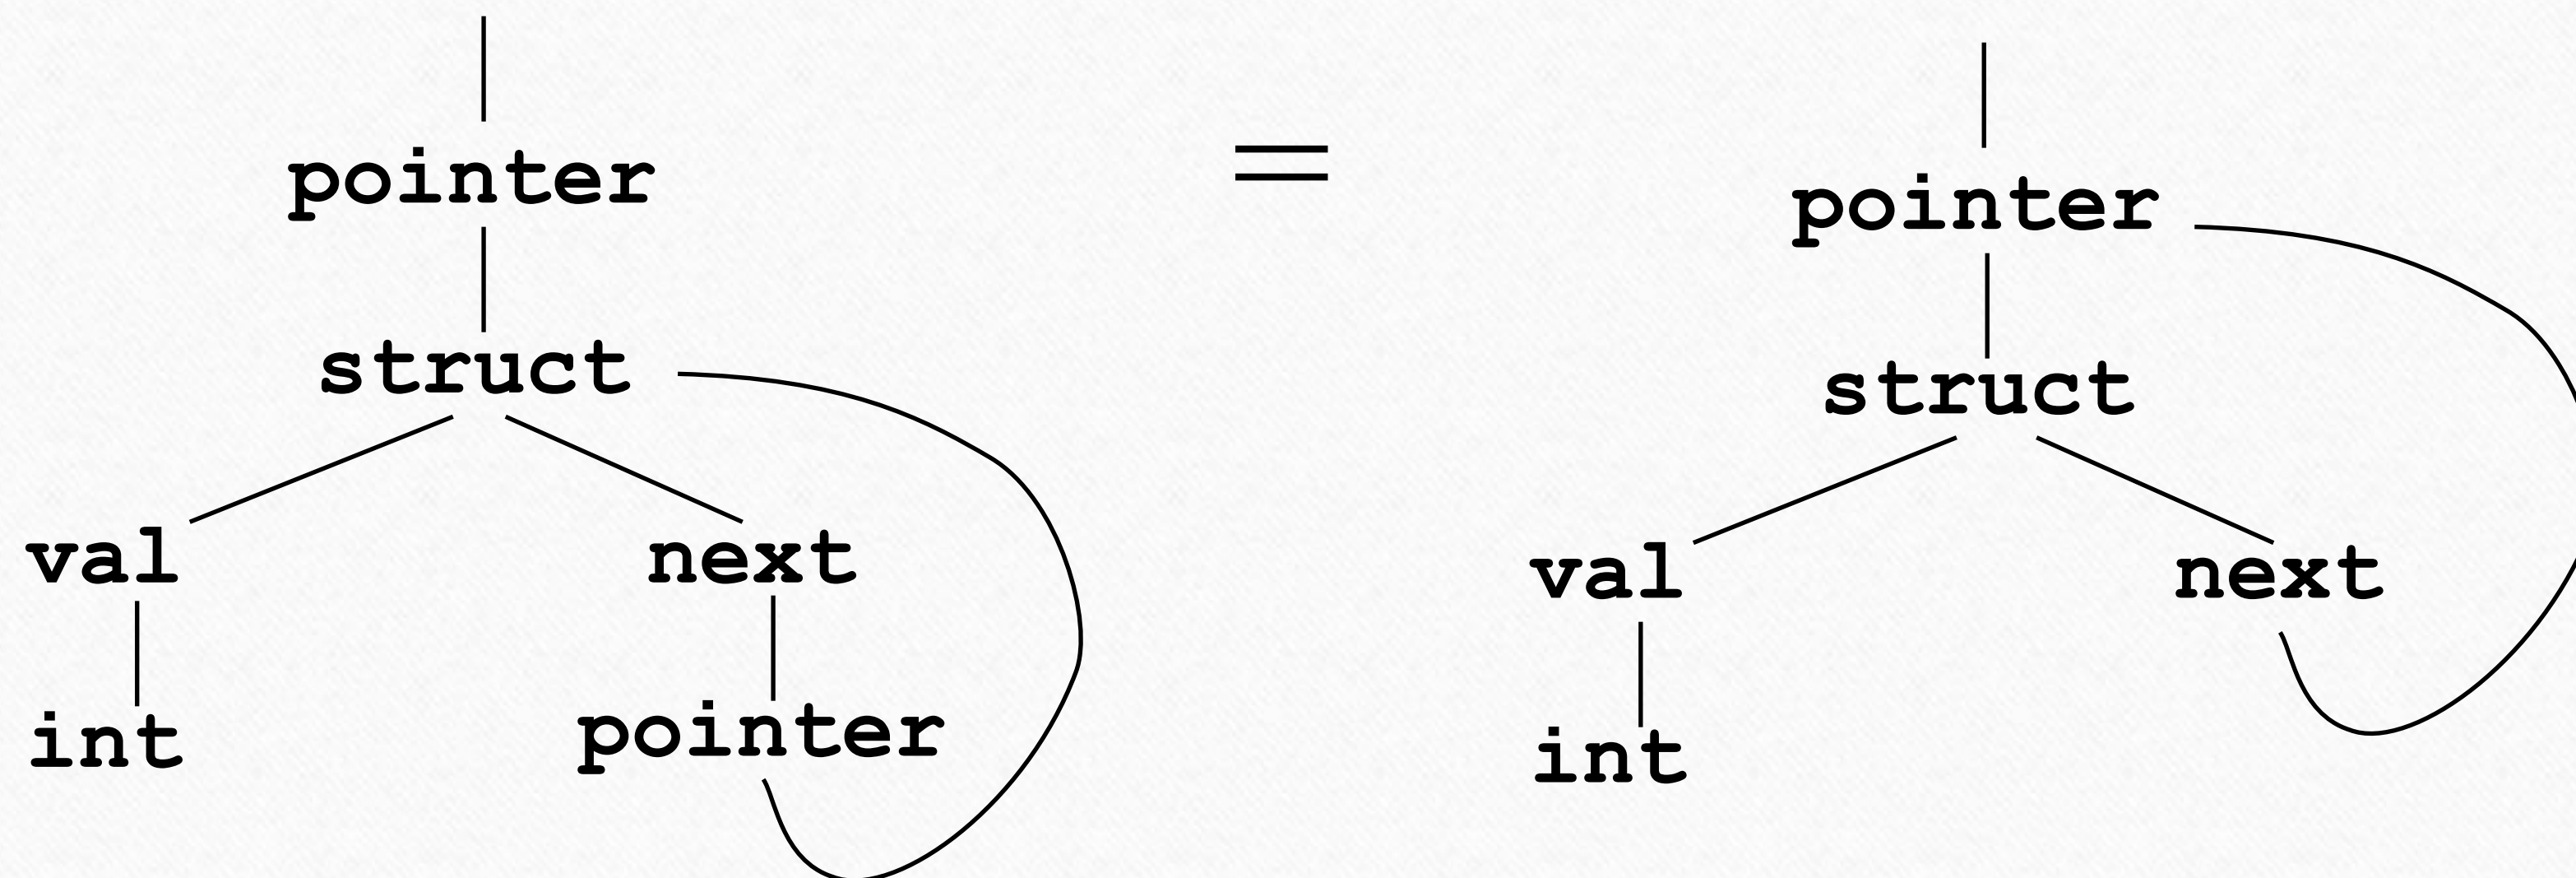 pointer
struct
val next
int pointer
=
pointer
struct
val next
int